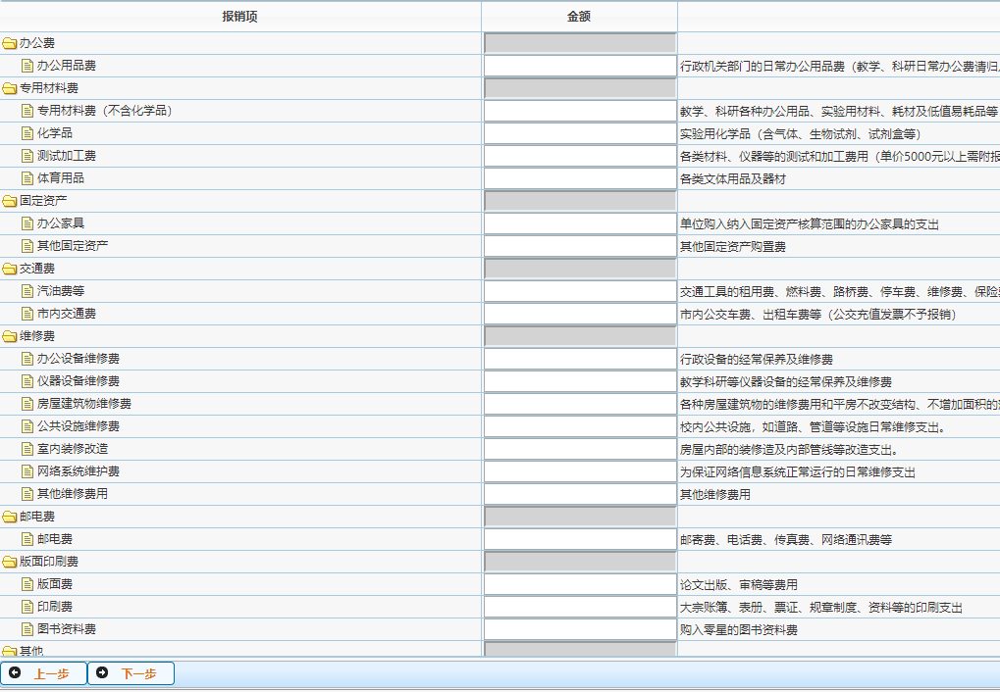 报销项 金额
办公费
办公用品费 行政机关部门的日常办公用品费（教学、科研日常办公费请归
专用材料费
专用材料费（不含化学品） 教学、科研各种办公用品、实验用材料、耗材及低值易耗品等
化学品 实验用化学品（含气体、生物试剂、试剂盒等）
测试加工费 各类材料、仪器等的测试和加工费用（单价5000元以上需附报
体育用品 各类文体用品及器材
固定资产
办公家具 单位购入纳入固定资产核算范围的办公家具的支出
其他固定资产 其他固定资产购置费
交通费
汽油费等 交通工具的租用费、燃料费、路桥费、停车费、维修费、保险
市内交通费 市内公交车费、出租车费等（公交充值发票不予报销）
维修费
办公设备维修费 行政设备的经常保养及维修费
仪器设备维修费 教学科研等仪器设备的经常保养及维修费
房屋建筑物维修费 各种房屋建筑物的维修费用和平房不改变结构、不增加面积的
公共设施维修费 校内公共设施，如道路、管道等设施日常维修支出。
室内装修改造 房屋内部的装修造及内部管线等改造支出。
网络系统维护费 为保证网络信息系统正常运行的日常维修支出
其他维修费用 其他维修费用
邮电费
邮电费 邮寄费、电话费、传真费、网络通讯费等
版面印刷费
版面费 论文出版、审稿等费用
印刷费 大宗账簿、表册、票证、规章制度、资料等的印刷支出
图书资料费 购入零星的图书资料费
其他
上一步 下一步